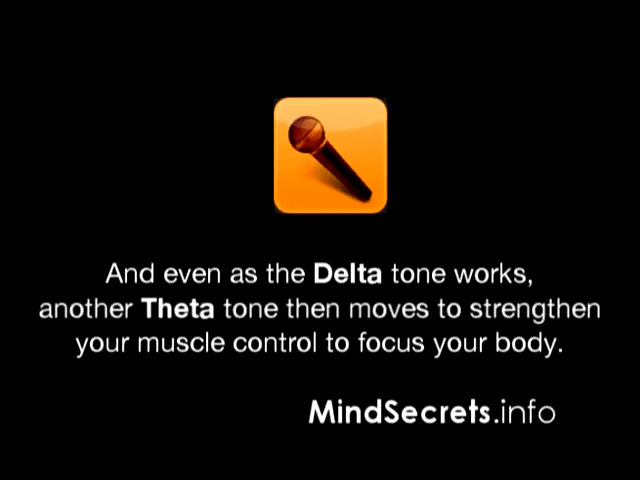 And even as the Delta tone works,
another Theta tone then moves to strengthen
your muscle control to focus your body.
MindSecrets.info